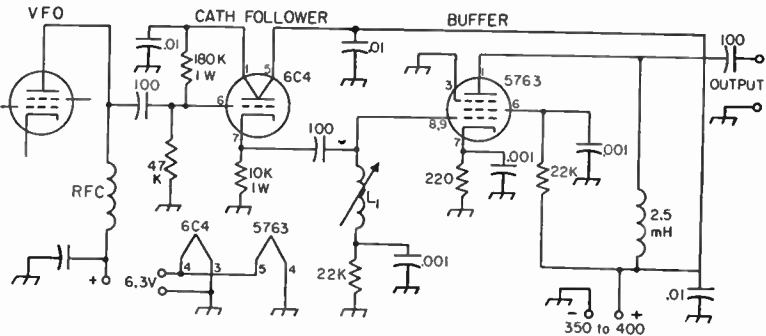 VFO
CATH FOLLOWER
BUFFER
.01
180K
1W
1
5
6C4
.01
100
6
7
47
K
10K
1W
100
RFC
L1
3
1
5763
8,9
6
7
220
.001
22K
.001
100
OUTPUT
2.5
mH
6C4
5763
4
3
5
4
6.3V
+
22K
.001
.01
-
+
350 to 400